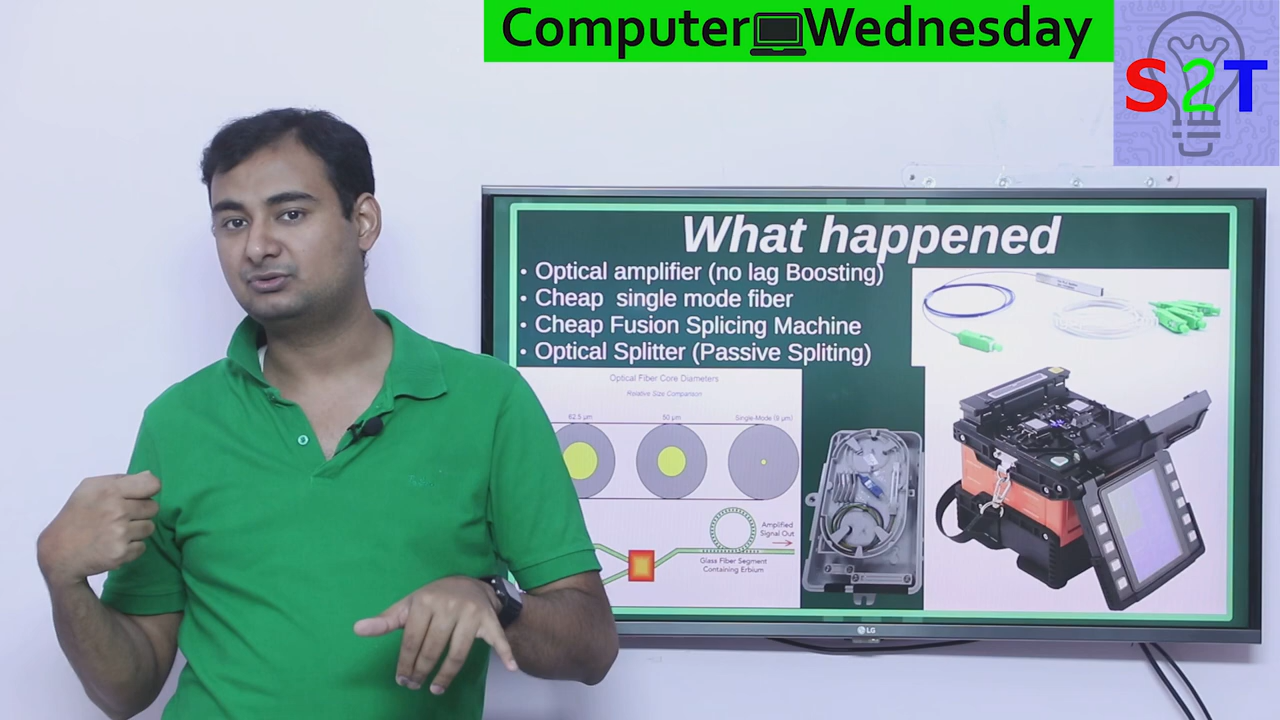 Computer Wednesday
S2T
What happened
• Optical amplifier (no lag Boosting)
• Cheap single mode fiber
• Cheap Fusion Splicing Machine
• Optical Splitter (Passive Spliting)
Optical Fiber Core Diameters
Relative Size Comparison
62.5 µm
50 µm
Single-Mode (9 µm)
Amplified
Signal Out
Glass Fiber Segment
Containing Erbium
LG